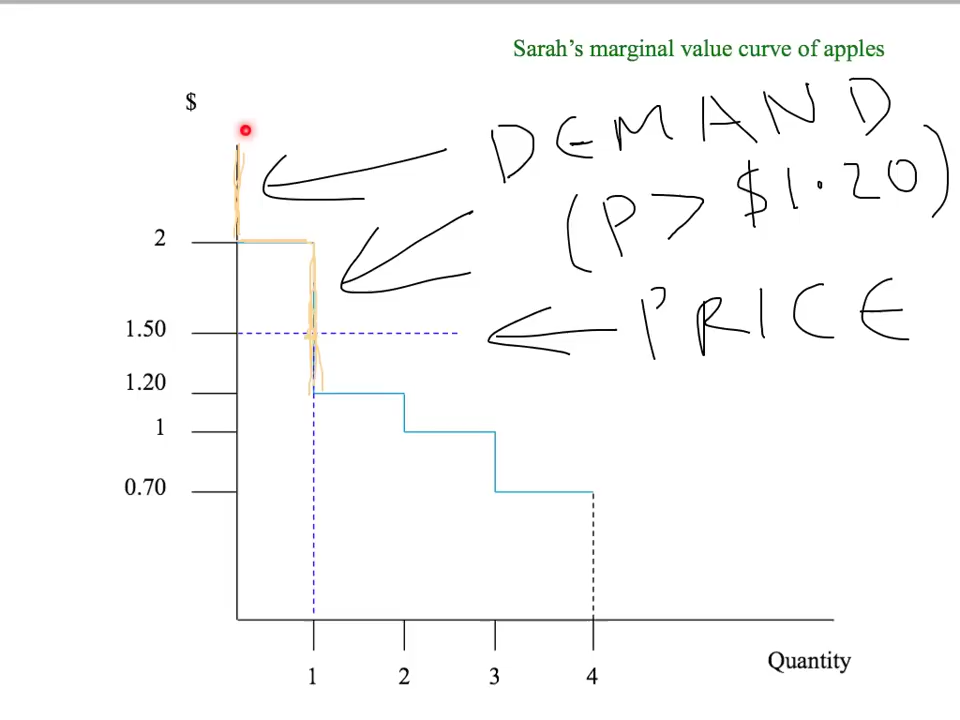 Sarah’s marginal value curve of apples
$
DEMAND
(P > $1.20)
2
PRICE
1.50
1.20
1
0.70
Quantity
1 2 3 4